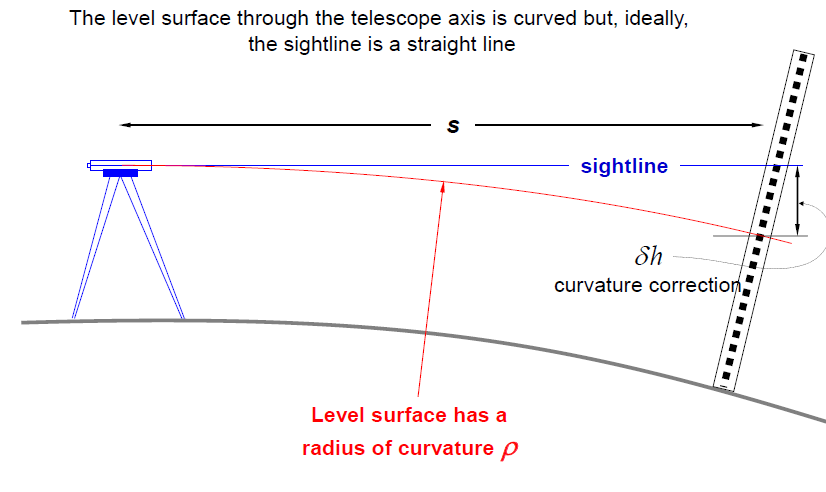 The level surface through the telescope axis is curved but, ideally,
the sightline is a straight line
s
sightline
δh
curvature correction
Level surface has a
radius of curvature ρ